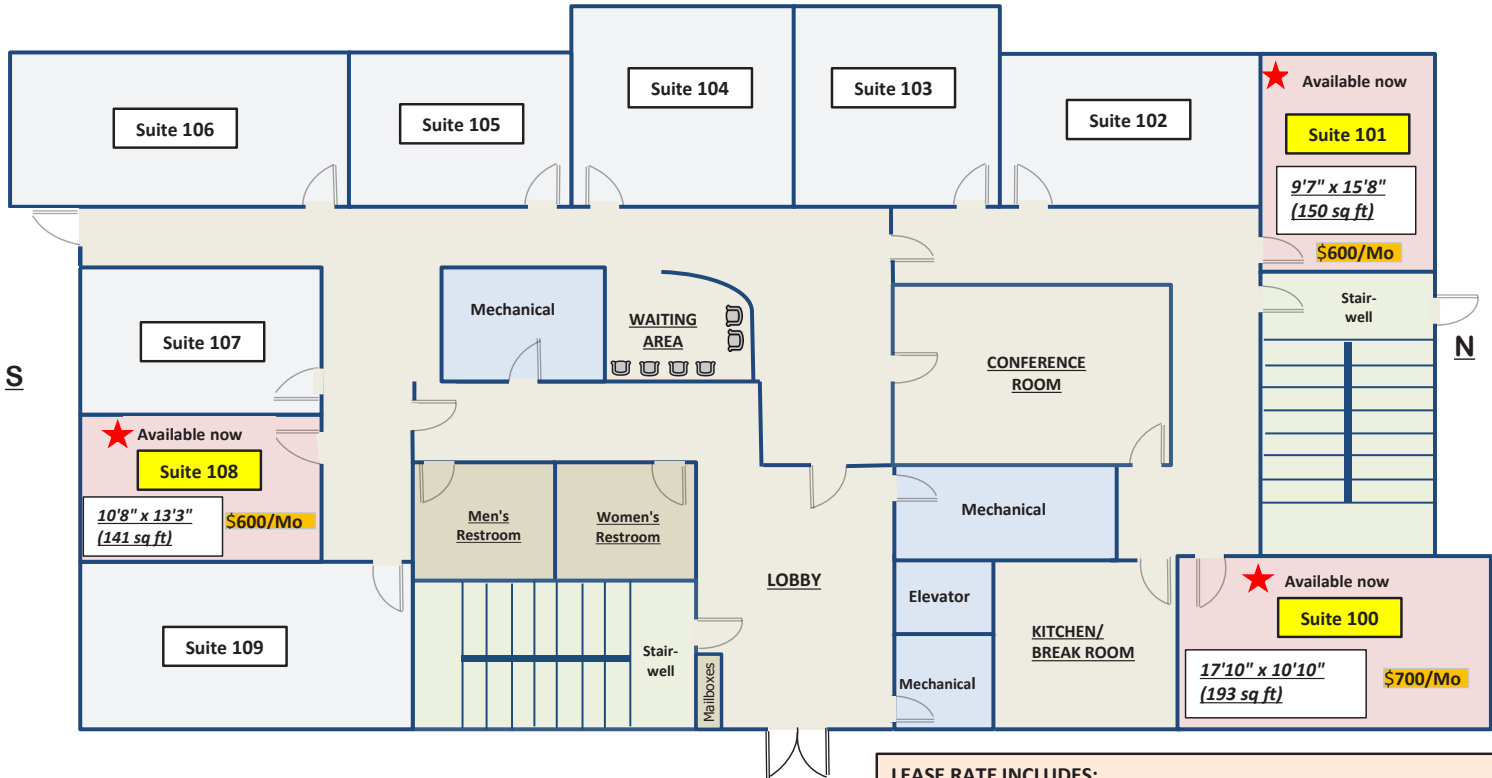 Suite 104
Suite 103
Available now
Suite 106
Suite 105
Suite 102
Suite 101
9'7" x 15'8"
(150 sq ft)
$600/Mo
Mechanical
WAITING
AREA
Stair-
well
Suite 107
CONFERENCE
ROOM
S
N
Available now
Suite 108
10'8" x 13'3"
(141 sq ft)
$600/Mo
Men's
Restroom
Women's
Restroom
Mechanical
LOBBY
Elevator
Available now
Suite 100
17'10" x 10'10"
(193 sq ft)
$700/Mo
KITCHEN/
BREAK ROOM
Suite 109
Stair-
well
Mailboxes
Mechanical
LEASE RATE INCLUDES: